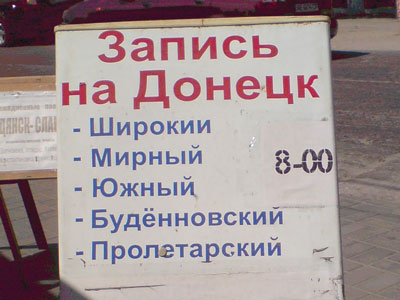 Запись
на Донецк
- Широкии
- Мирный
8-00
- Южный
- Будённовский
- Пролетарский